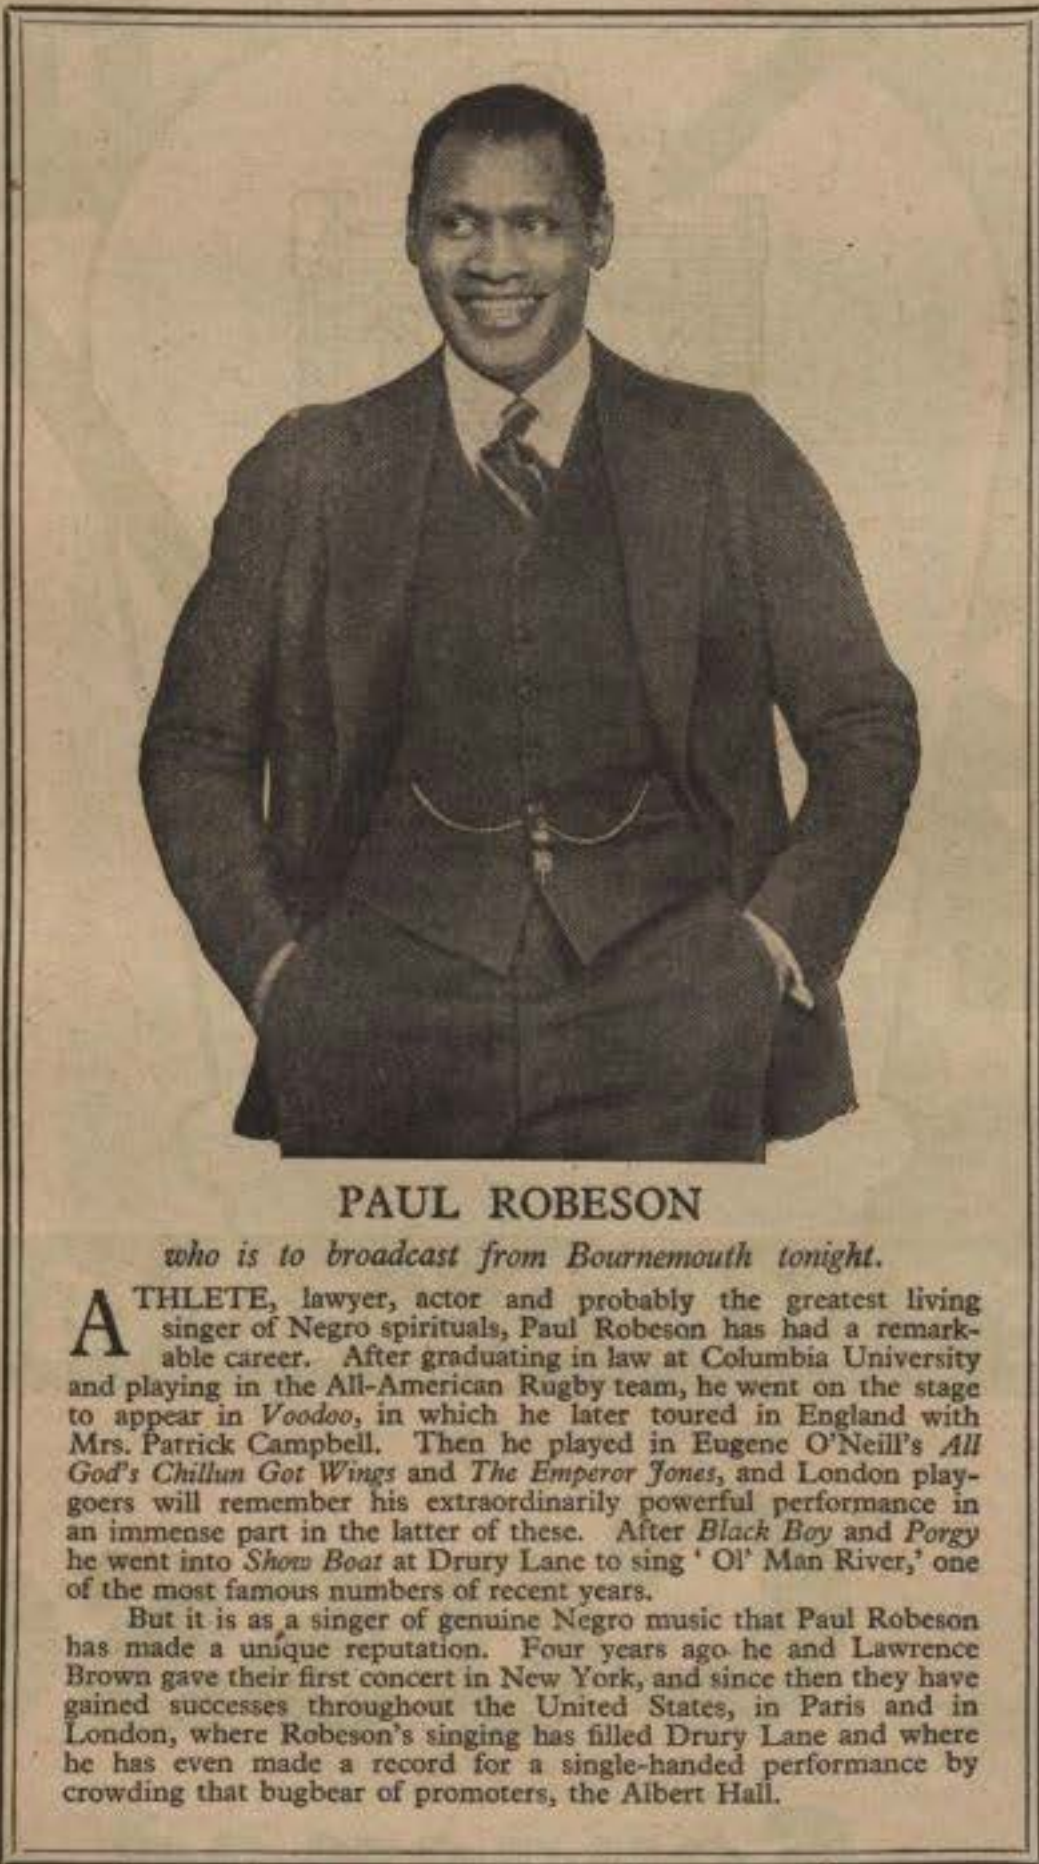 PAUL ROBESON
who is to broadcast from Bournemouth tonight.
ATHLETE, lawyer, actor and probably the greatest living
singer of Negro spirituals, Paul Robeson has had a remark-
able career. After graduating in law at Columbia University
and playing in the All-American Rugby team, he went on the stage
to appear in Voodoo, in which he later toured in England with
Mrs. Patrick Campbell. Then he played in Eugene O'Neill's All
God's Chillun Got Wings and The Emperor Jones, and London play-
goers will remember his extraordinarily powerful performance in
an immense part in the latter of these. After Black Boy and Porgy
he went into Show Boat at Drury Lane to sing ' Ol' Man River,' one
of the most famous numbers of recent years.
But it is as a singer of genuine Negro music that Paul Robeson
has made a unique reputation. Four years ago he and Lawrence
Brown gave their first concert in New York, and since then they have
gained successes throughout the United States, in Paris and in
London, where Robeson's singing has filled Drury Lane and where
he has even made a record for a single-handed performance by
crowding that bugbear of promoters, the Albert Hall.